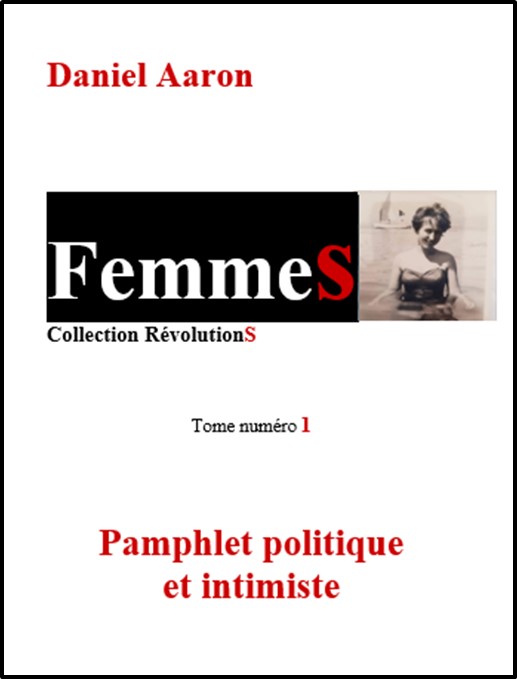 Daniel Aaron
FemmeS
Collection RévolutionS
Tome numéro 1
Pamphlet politique
et intimiste